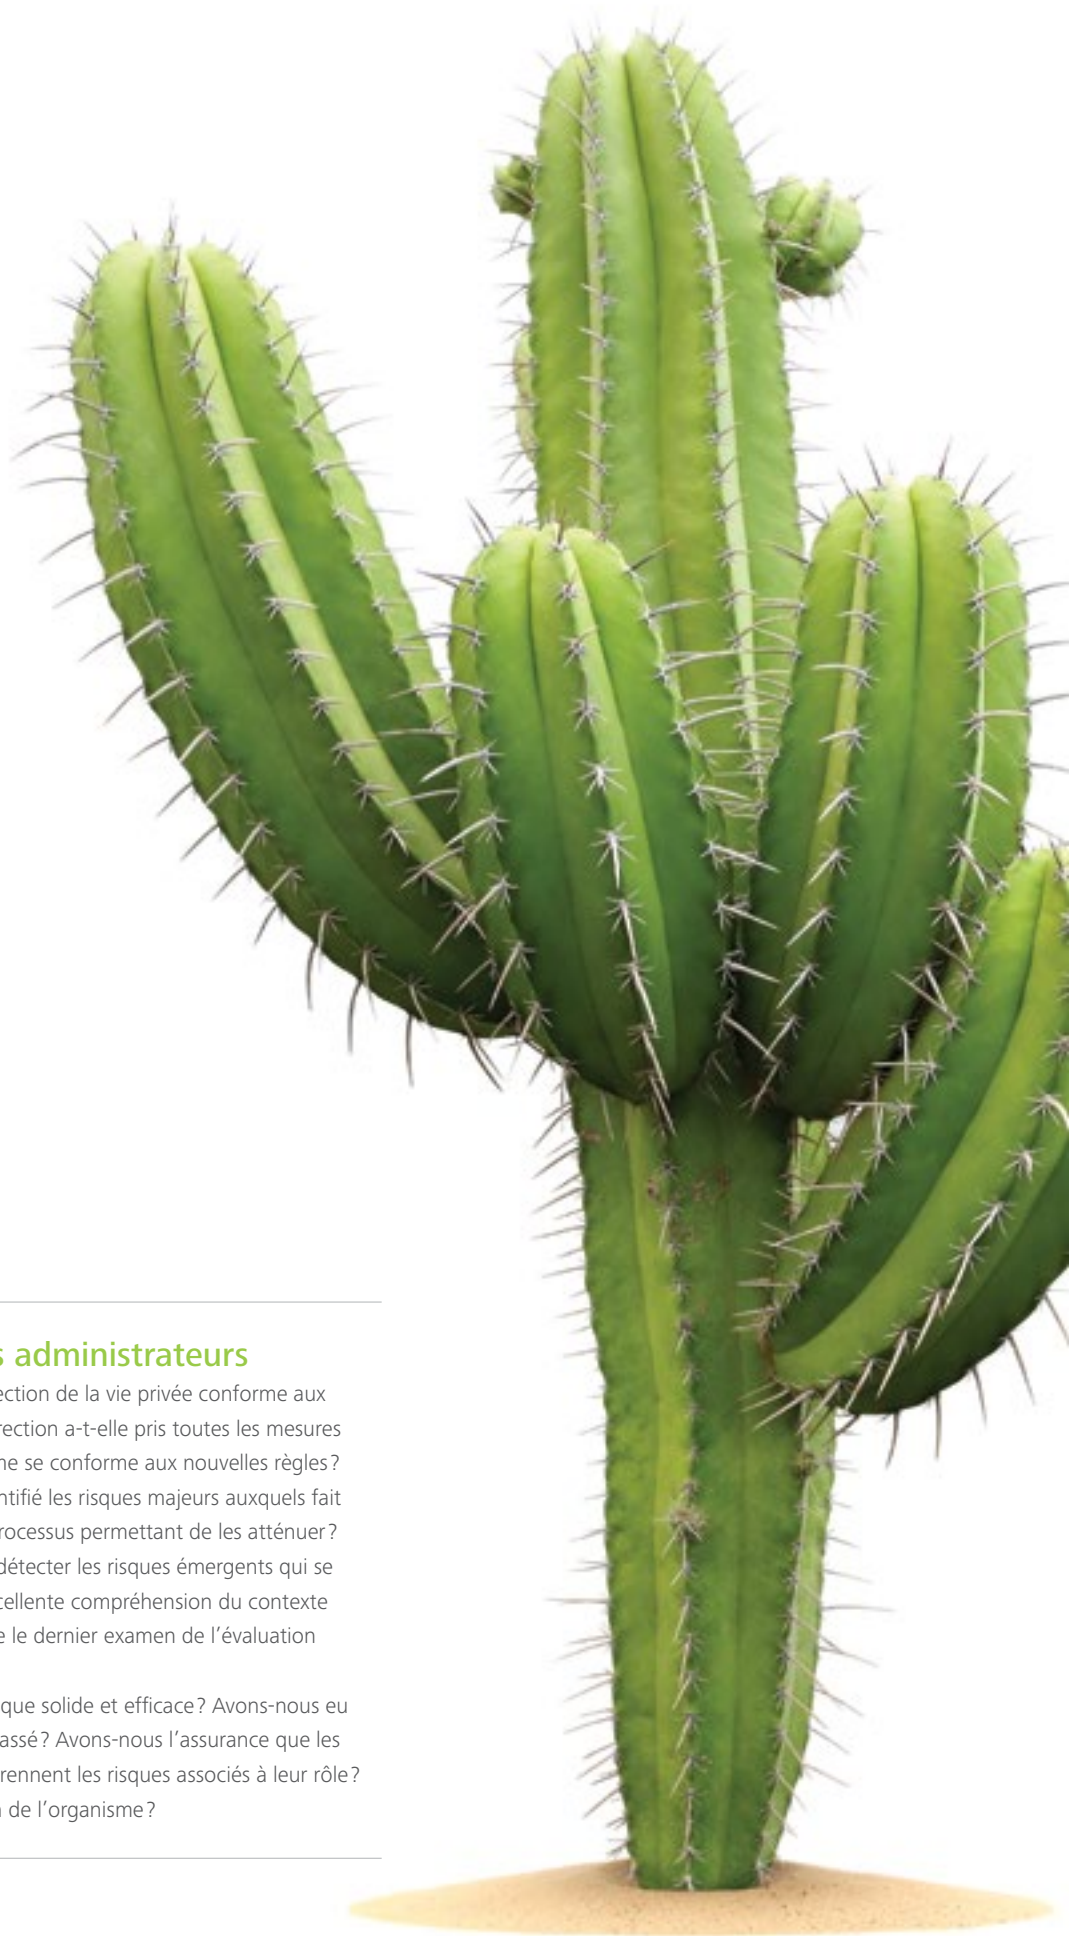 s administrateurs
ection de la vie privée conforme aux
rection a-t-elle pris toutes les mesures
ne se conforme aux nouvelles règles?
ntifié les risques majeurs auxquels fait
rocessus permettant de les atténuer?
détecter les risques émergents qui se
cellente compréhension du contexte
e le dernier examen de l'évaluation
que solide et efficace? Avons-nous eu
assé? Avons-nous l'assurance que les
rennent les risques associés à leur rôle?
de l'organisme?